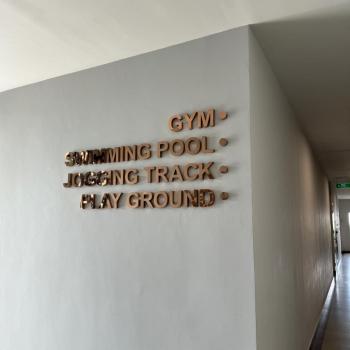 GYM •
SWIMMING POOL •
JOGGING TRACK •
PLAY GROUND •